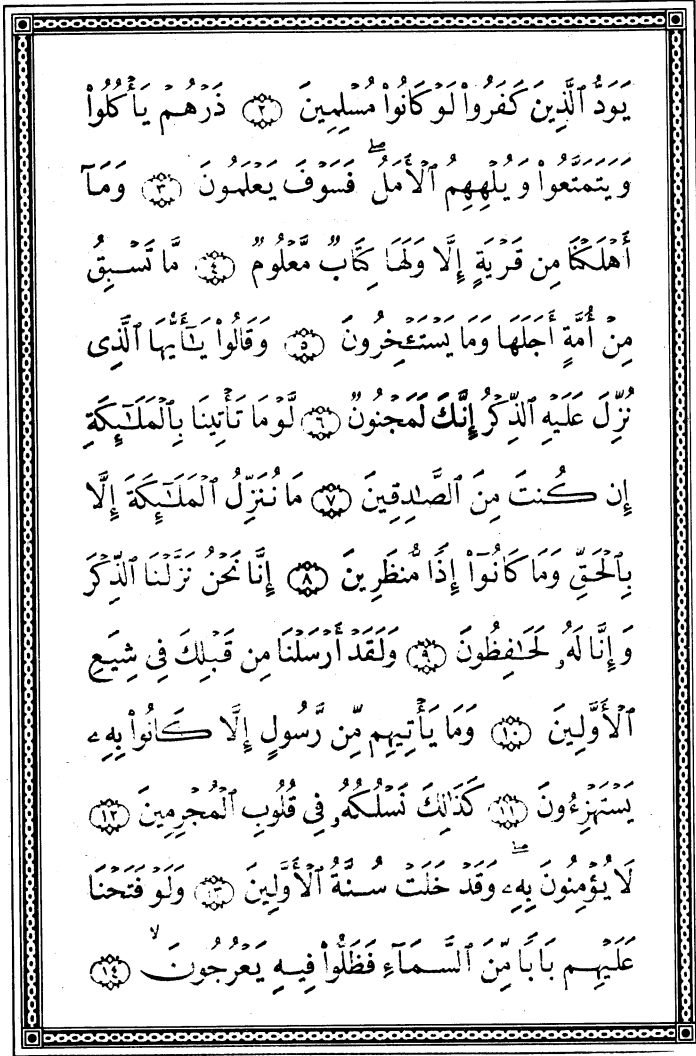 يَوَدُّ ٱلَّذِينَ كَفَرُوا۟ لَوْ كَانُوا۟ مُسْلِمِينَ ٢ ذَرْهُمْ يَأْكُلُوا۟
وَيَتَمَتَّعُوا۟ وَيُلْهِهِمُ ٱلْأَمَلُ ۖ فَسَوْفَ يَعْلَمُونَ ٣ وَمَآ
أَهْلَكْنَا مِن قَرْيَةٍ إِلَّا وَلَهَا كِتَابٌ مَّعْلُومٌ ٤ مَّا تَسْبِقُ
مِنْ أُمَّةٍ أَجَلَهَا وَمَا يَسْتَـْٔخِرُونَ ٥ وَقَالُوا۟ يَـٰٓأَيُّهَا ٱلَّذِى
نُزِّلَ عَلَيْهِ ٱلذِّكْرُ إِنَّكَ لَمَجْنُونٌ ٦ لَّوْ مَا تَأْتِينَا بِٱلْمَلَـٰٓئِكَةِ
إِن كُنتَ مِنَ ٱلصَّـٰدِقِينَ ٧ مَا نُنَزِّلُ ٱلْمَلَـٰٓئِكَةَ إِلَّا
بِٱلْحَقِّ وَمَا كَانُوٓا۟ إِذًا مُّنظَرِينَ ٨ إِنَّا نَحْنُ نَزَّلْنَا ٱلذِّكْرَ
وَإِنَّا لَهُۥ لَحَـٰفِظُونَ ٩ وَلَقَدْ أَرْسَلْنَا مِن قَبْلِكَ فِى شِيَعِ
ٱلْأَوَّلِينَ ١٠ وَمَا يَأْتِيهِم مِّن رَّسُولٍ إِلَّا كَانُوا۟ بِهِۦ
يَسْتَهْزِءُونَ ١١ كَذَٰلِكَ نَسْلُكُهُۥ فِى قُلُوبِ ٱلْمُجْرِمِينَ ١٢
لَا يُؤْمِنُونَ بِهِۦ ۖ وَقَدْ خَلَتْ سُنَّةُ ٱلْأَوَّلِينَ ١٣ وَلَوْ فَتَحْنَا
عَلَيْهِم بَابًا مِّنَ ٱلسَّمَآءِ فَظَلُّوا۟ فِيهِ يَعْرُجُونَ ۙ ١٤